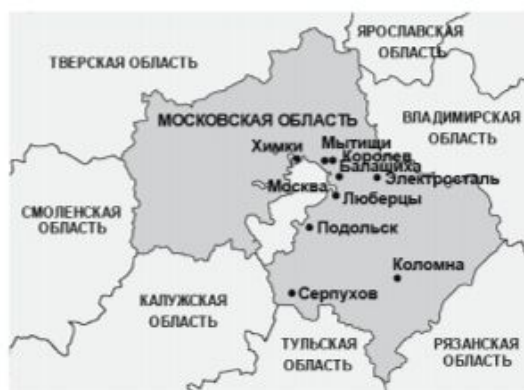 ЯРОСЛАВСКАЯ
ОБЛАСТЬ
ТВЕРСКАЯ ОБЛАСТЬ
МОСКОВСКАЯ ОБЛАСТЬ
ВЛАДИМИРСКАЯ
ОБЛАСТЬ
Химки
Мытищи
Королев
Балашиха
Электросталь
Москва
Люберцы
СМОЛЕНСКАЯ
ОБЛАСТЬ
Подольск
Коломна
КАЛУЖСКАЯ
ОБЛАСТЬ
Серпухов
ТУЛЬСКАЯ
ОБЛАСТЬ
РЯЗАНСКАЯ
ОБЛАСТЬ